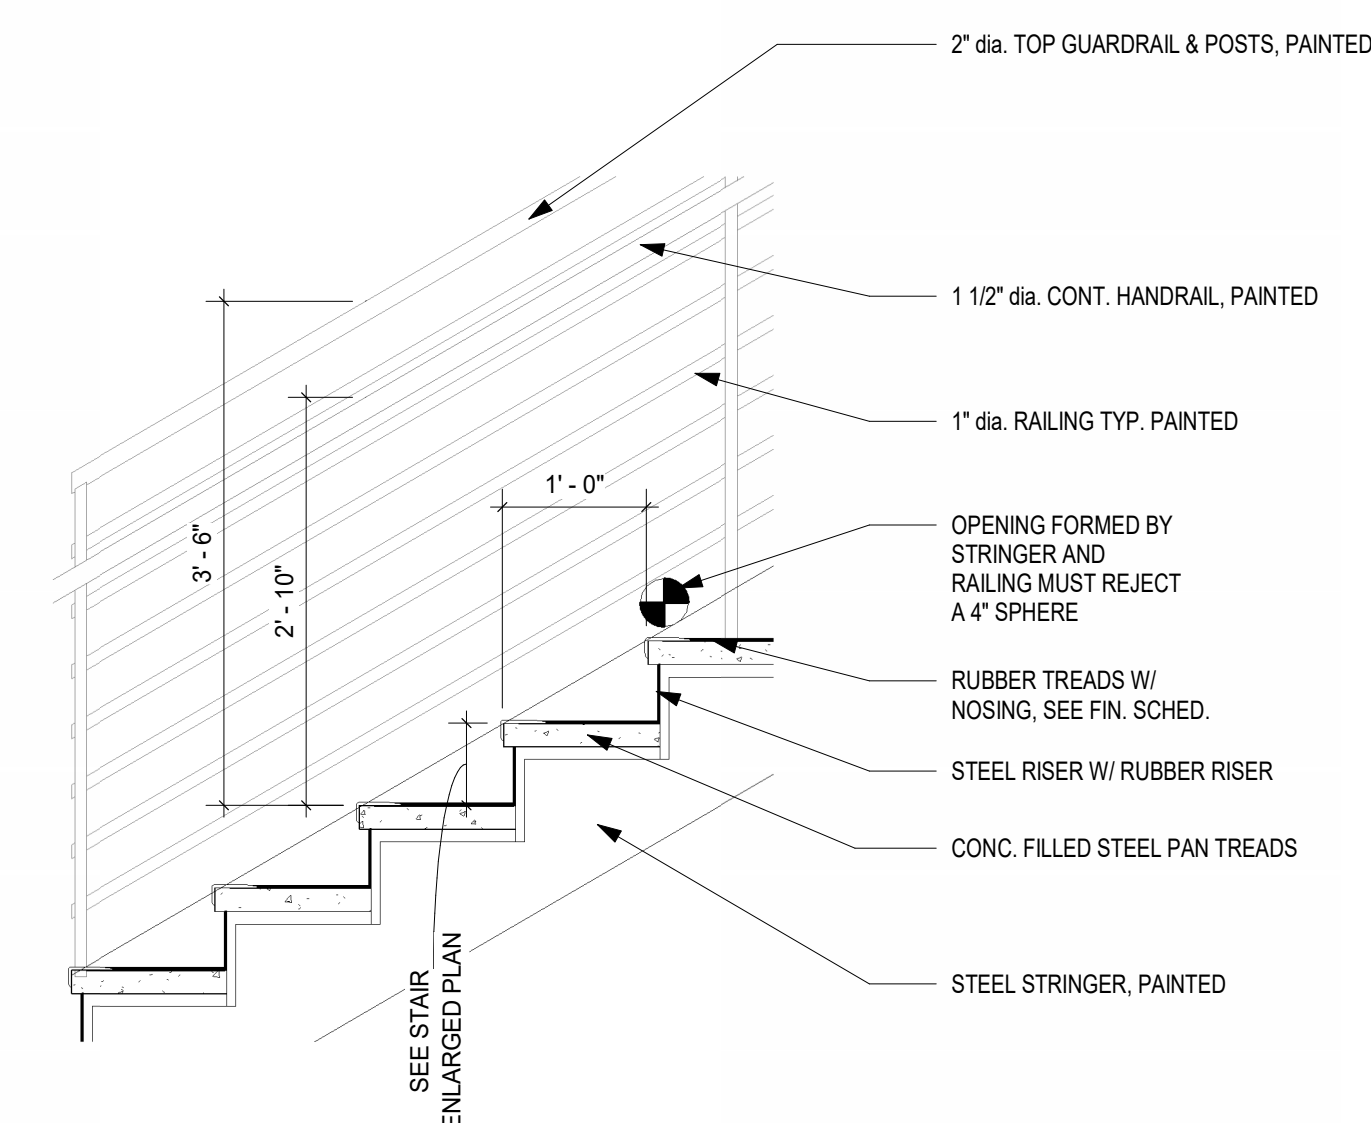 2" dia. TOP GUARDRAIL & POSTS, PAINTED
1 1/2" dia. CONT. HANDRAIL, PAINTED
1" dia. RAILING TYP. PAINTED
1' - 0"
3' - 6"
2' - 10"
OPENING FORMED BY
STRINGER AND
RAILING MUST REJECT
A 4" SPHERE
RUBBER TREADS W/
NOSING, SEE FIN. SCHED.
STEEL RISER W/ RUBBER RISER
CONC. FILLED STEEL PAN TREADS
STEEL STRINGER, PAINTED
SEE STAIR
ENLARGED PLAN